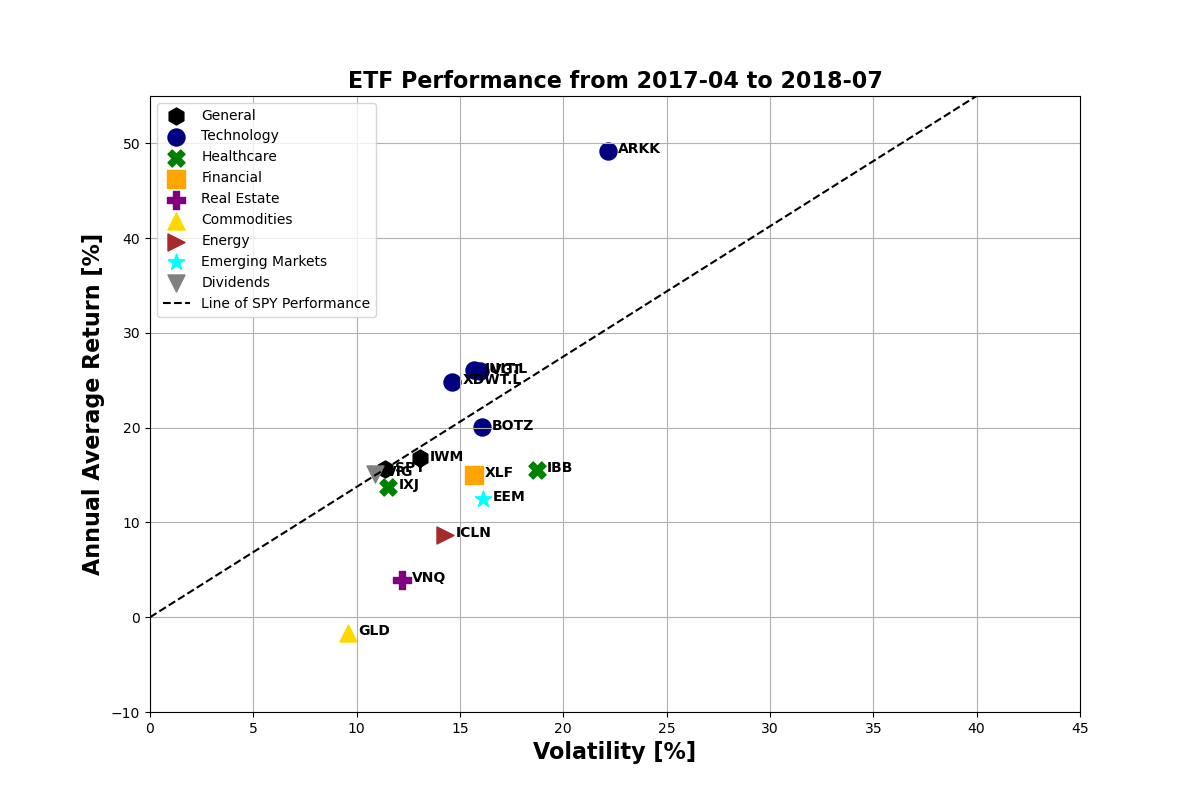 ETF Performance from 2017-04 to 2018-07
General
Technology
Healthcare
Financial
Real Estate
Commodities
Energy
Emerging Markets
Dividends
Line of SPY Performance
Annual Average Return [%]
50
40
30
20
10
0
−10
ARKK
XDWT.L
BOTZ
IWM
SPY
IXJ
XLF
IBB
EEM
ICLN
VNQ
GLD
0
5
10
15
20
25
30
35
40
45
Volatility [%]